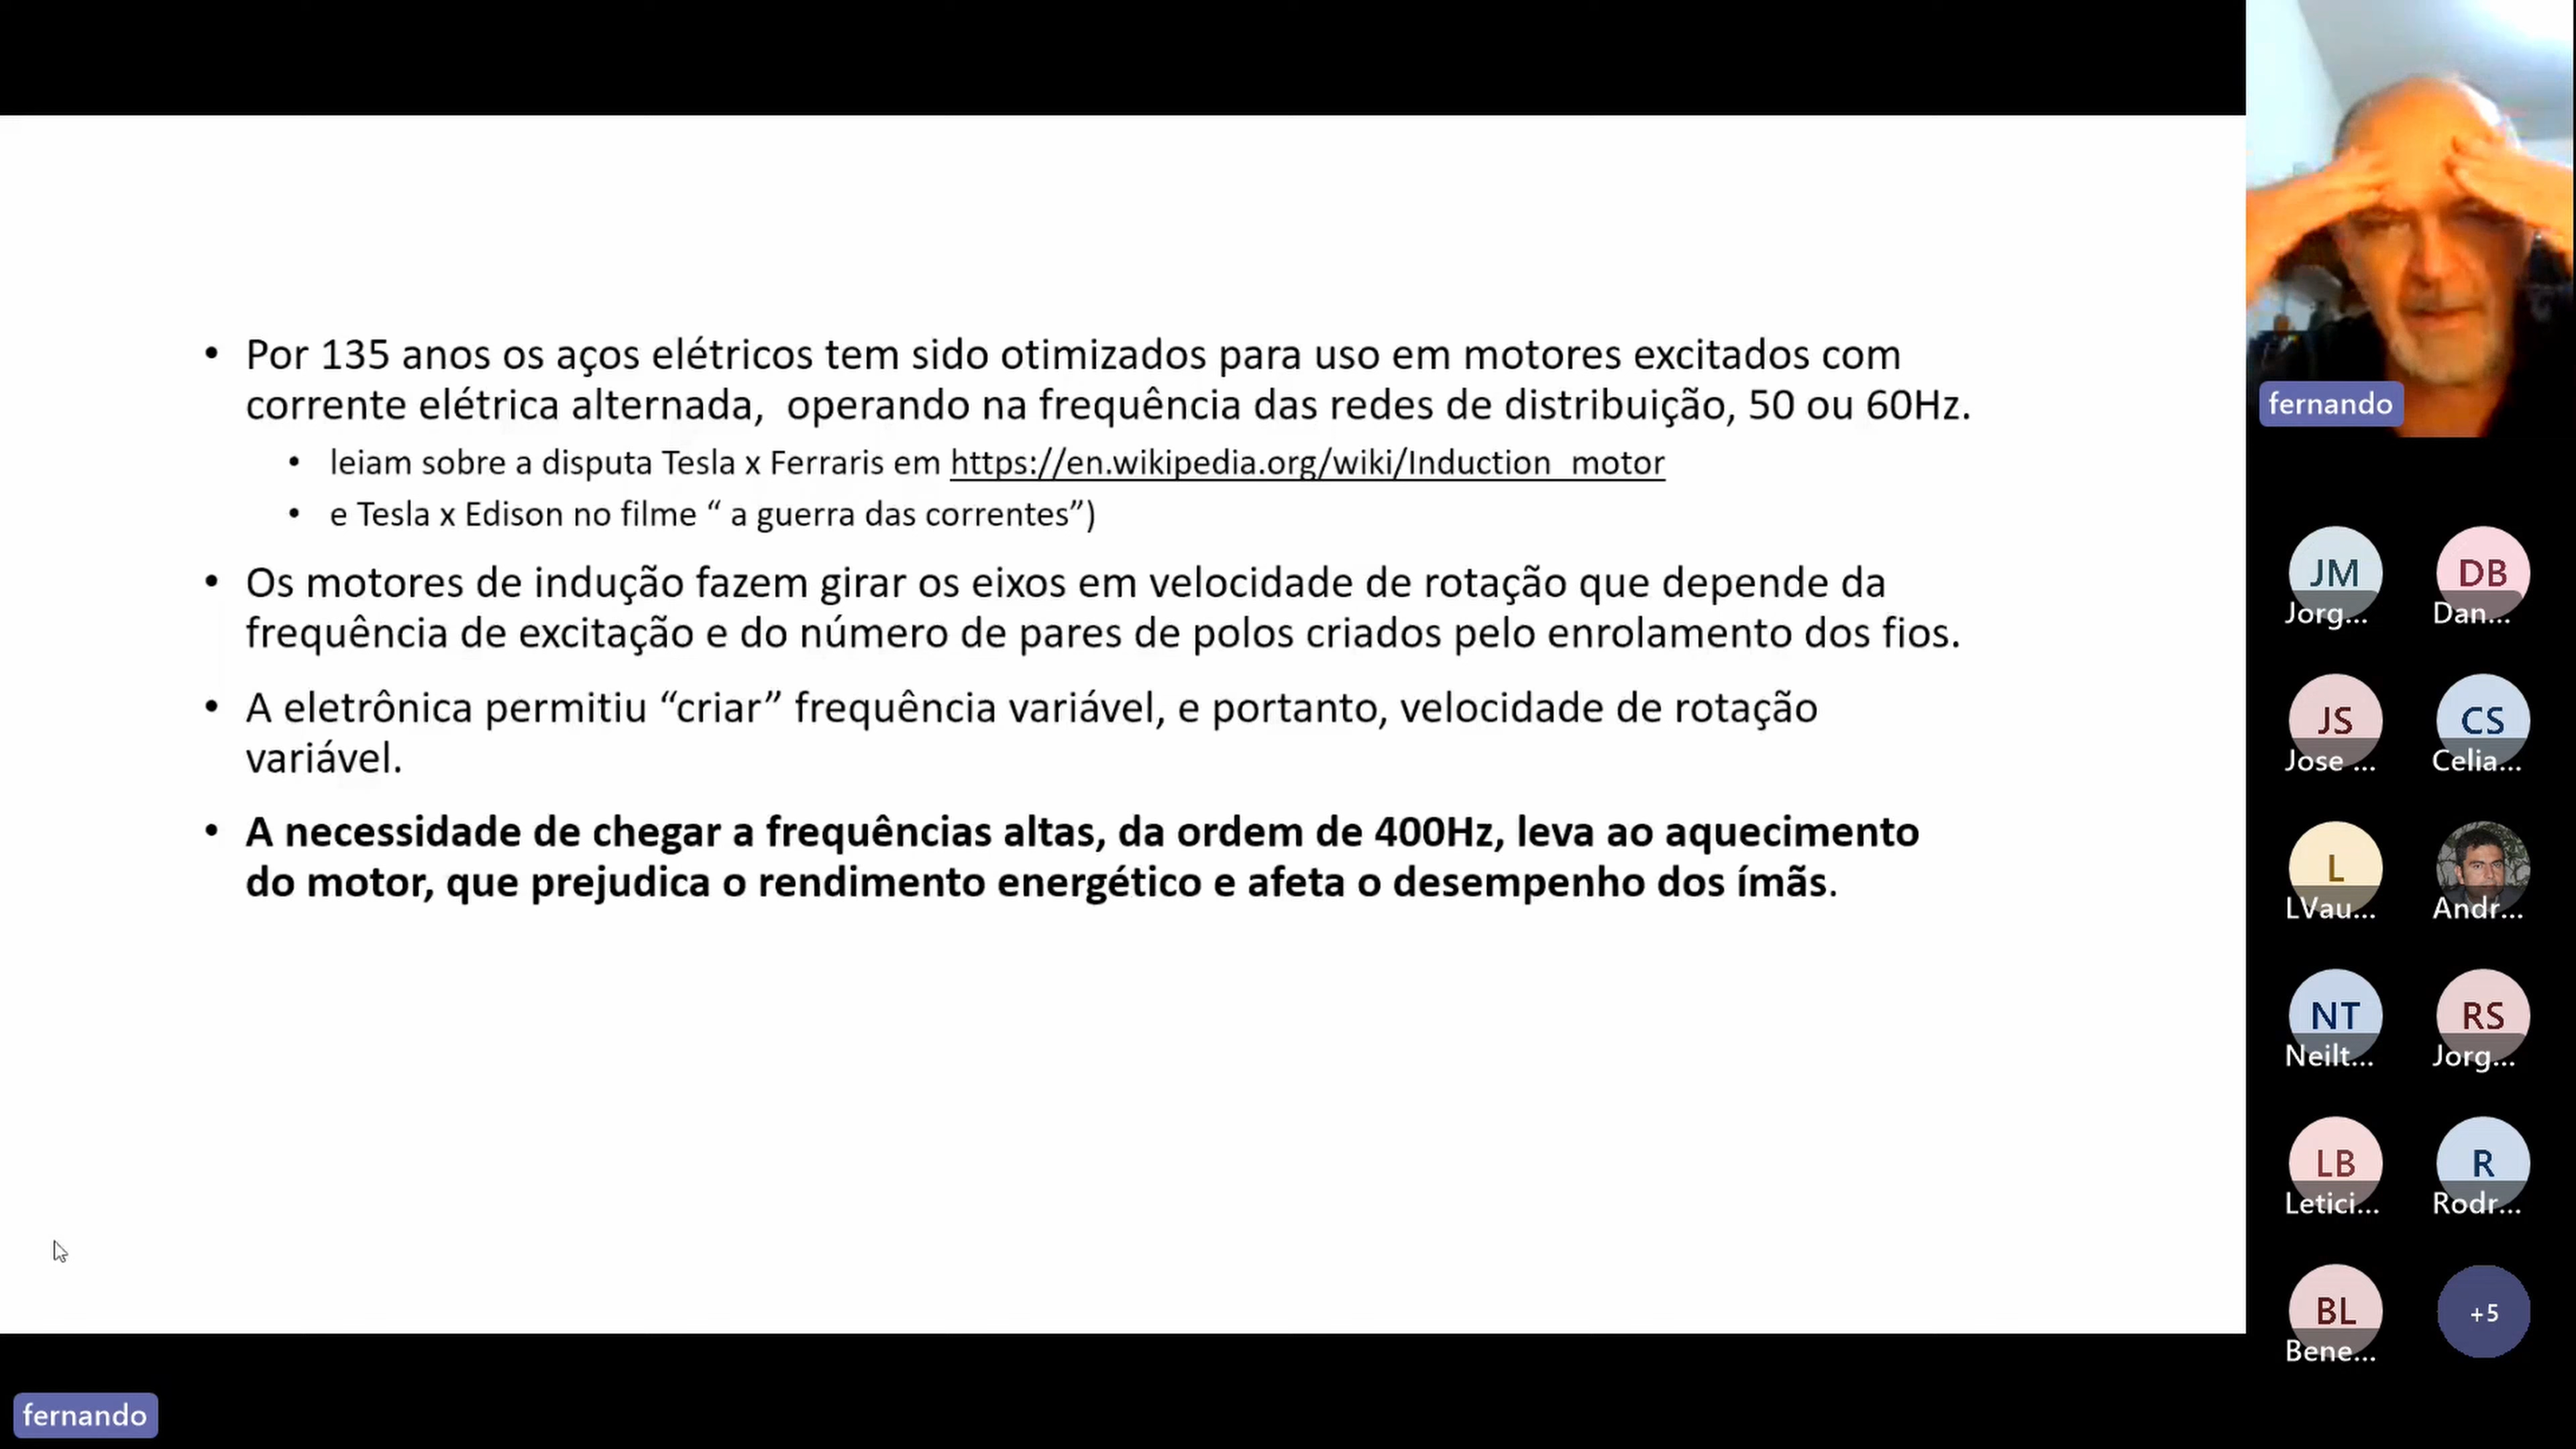 • Por 135 anos os aços elétricos tem sido otimizados para uso em motores excitados com
corrente elétrica alternada,  operando na frequência das redes de distribuição, 50 ou 60Hz.
• leiam sobre a disputa Tesla x Ferraris em https://en.wikipedia.org/wiki/Induction_motor
• e Tesla x Edison no filme “ a guerra das correntes”)
• Os motores de indução fazem girar os eixos em velocidade de rotação que depende da
frequência de excitação e do número de pares de polos criados pelo enrolamento dos fios.
• A eletrônica permitiu “criar” frequência variável, e portanto, velocidade de rotação
variável.
• A necessidade de chegar a frequências altas, da ordem de 400Hz, leva ao aquecimento
do motor, que prejudica o rendimento energético e afeta o desempenho dos ímãs.
fernando
fernando
JM
Jorg...
DB
Dan...
JS
Jose ...
CS
Celia...
L
LVau...
Andr...
NT
Neilt...
RS
Jorg...
LB
Letici...
R
Rodr...
BL
Bene...
+5